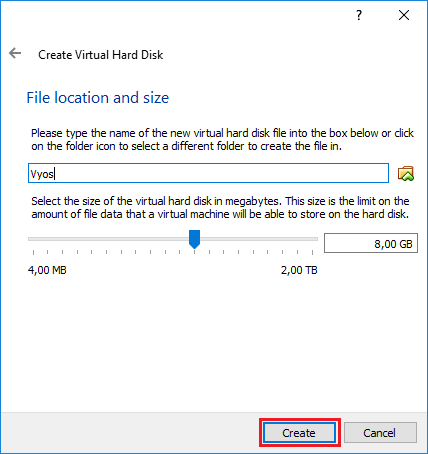 ?
Create Virtual Hard Disk
File location and size
Please type the name of the new virtual hard disk file into the box below or click
on the folder icon to select a different folder to create the file in.
Vyos
Select the size of the virtual hard disk in megabytes. This size is the limit on the
amount of file data that a virtual machine will be able to store on the hard disk.
8,00 GB
4,00 MB 2,00 TB
Create Cancel